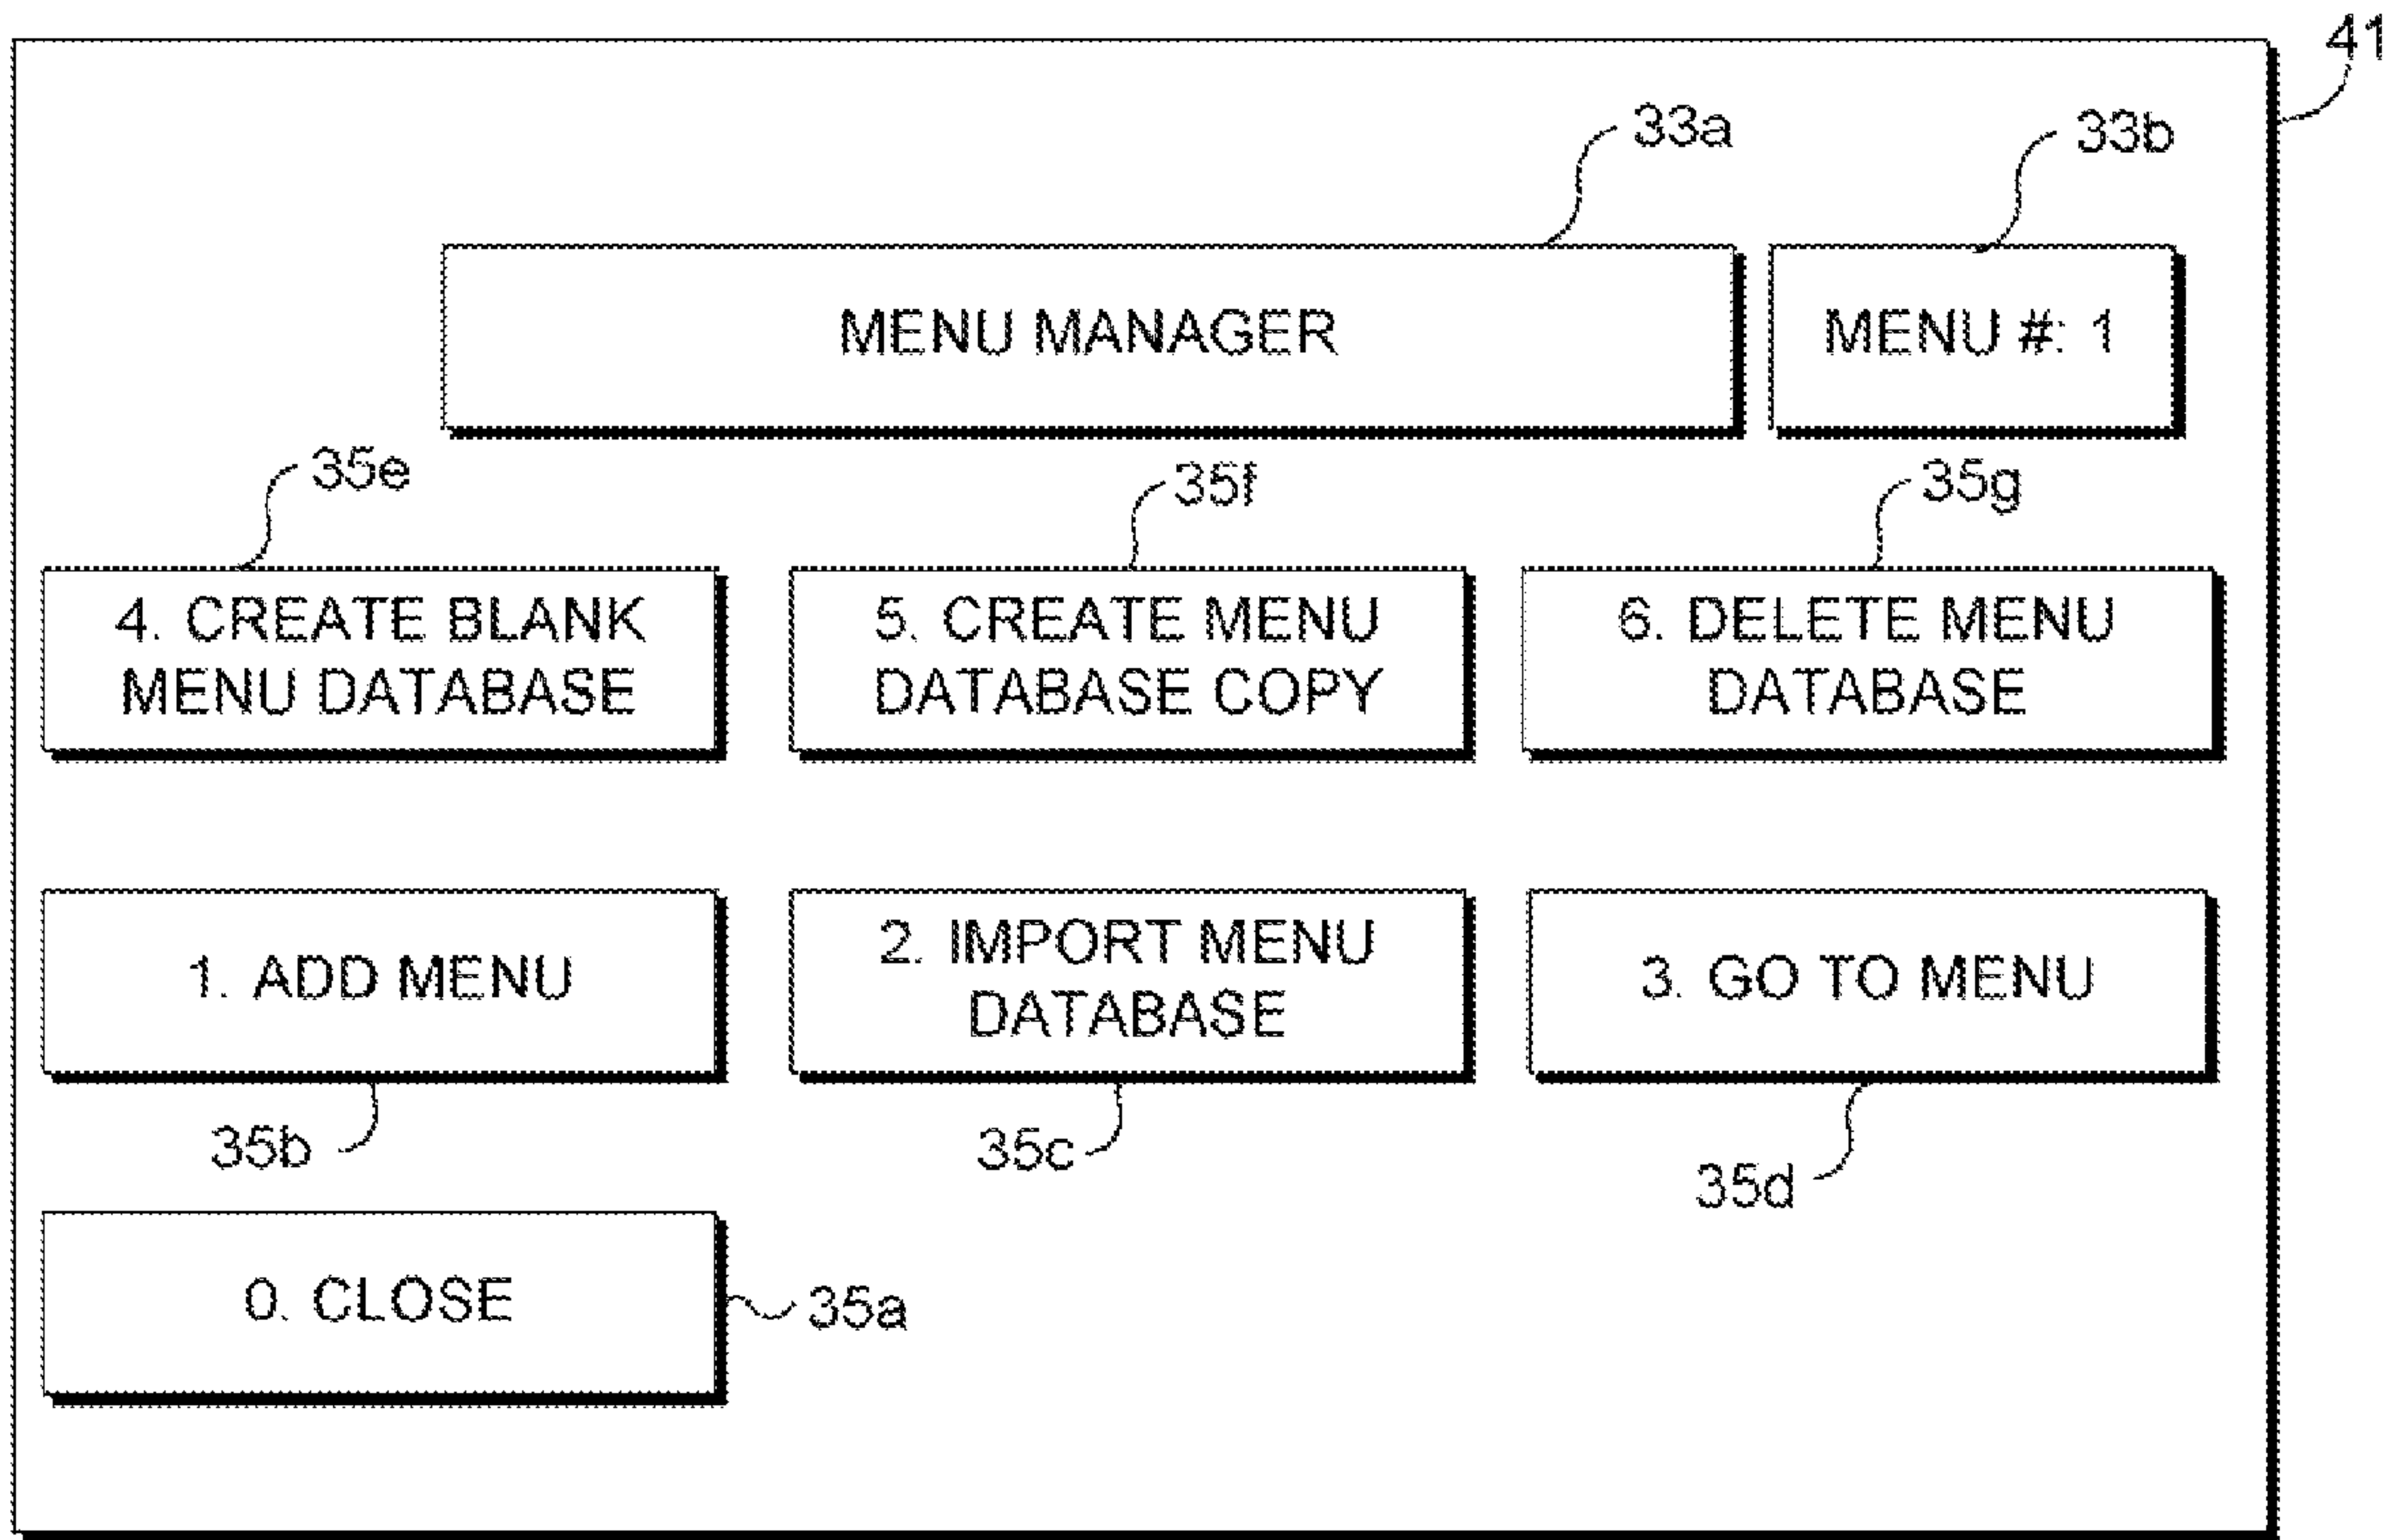 41
33a
33b
MENU MANAGER
MENU #: 1
35e
35f
35g
4. CREATE BLANK
MENU DATABASE
5. CREATE MENU
DATABASE COPY
6. DELETE MENU
DATABASE
1. ADD MENU
2. IMPORT MENU
DATABASE
3. GO TO MENU
35b
35c
35d
0. CLOSE
35a